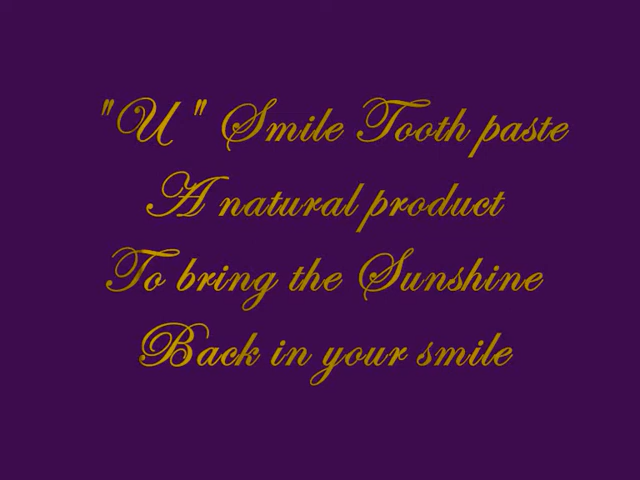 "U" Smile Tooth paste
A natural product
To bring the Sunshine
Back in your smile